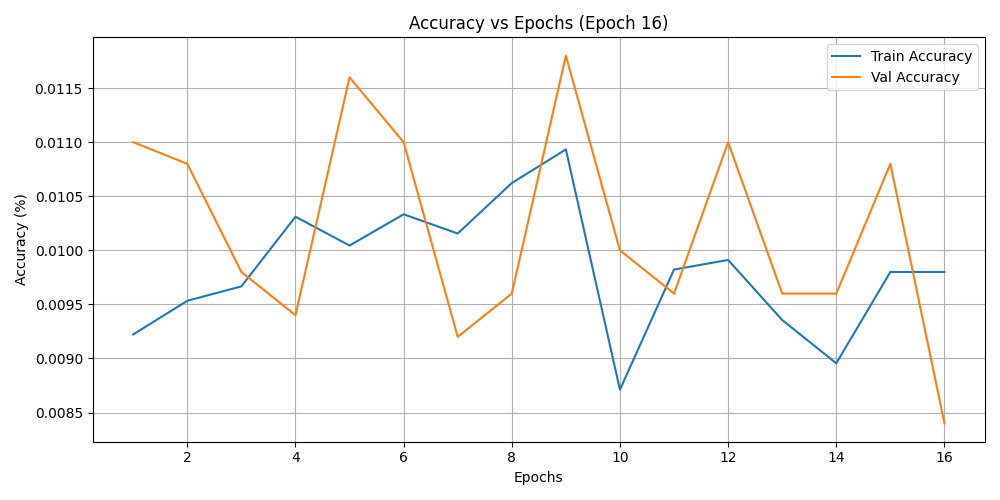 Accuracy vs Epochs (Epoch 16)
Train Accuracy
Val Accuracy
0.0115
0.0110
0.0105
0.0100
0.0095
0.0090
0.0085
Accuracy (%)
2 4 6 8 10 12 14 16
Epochs